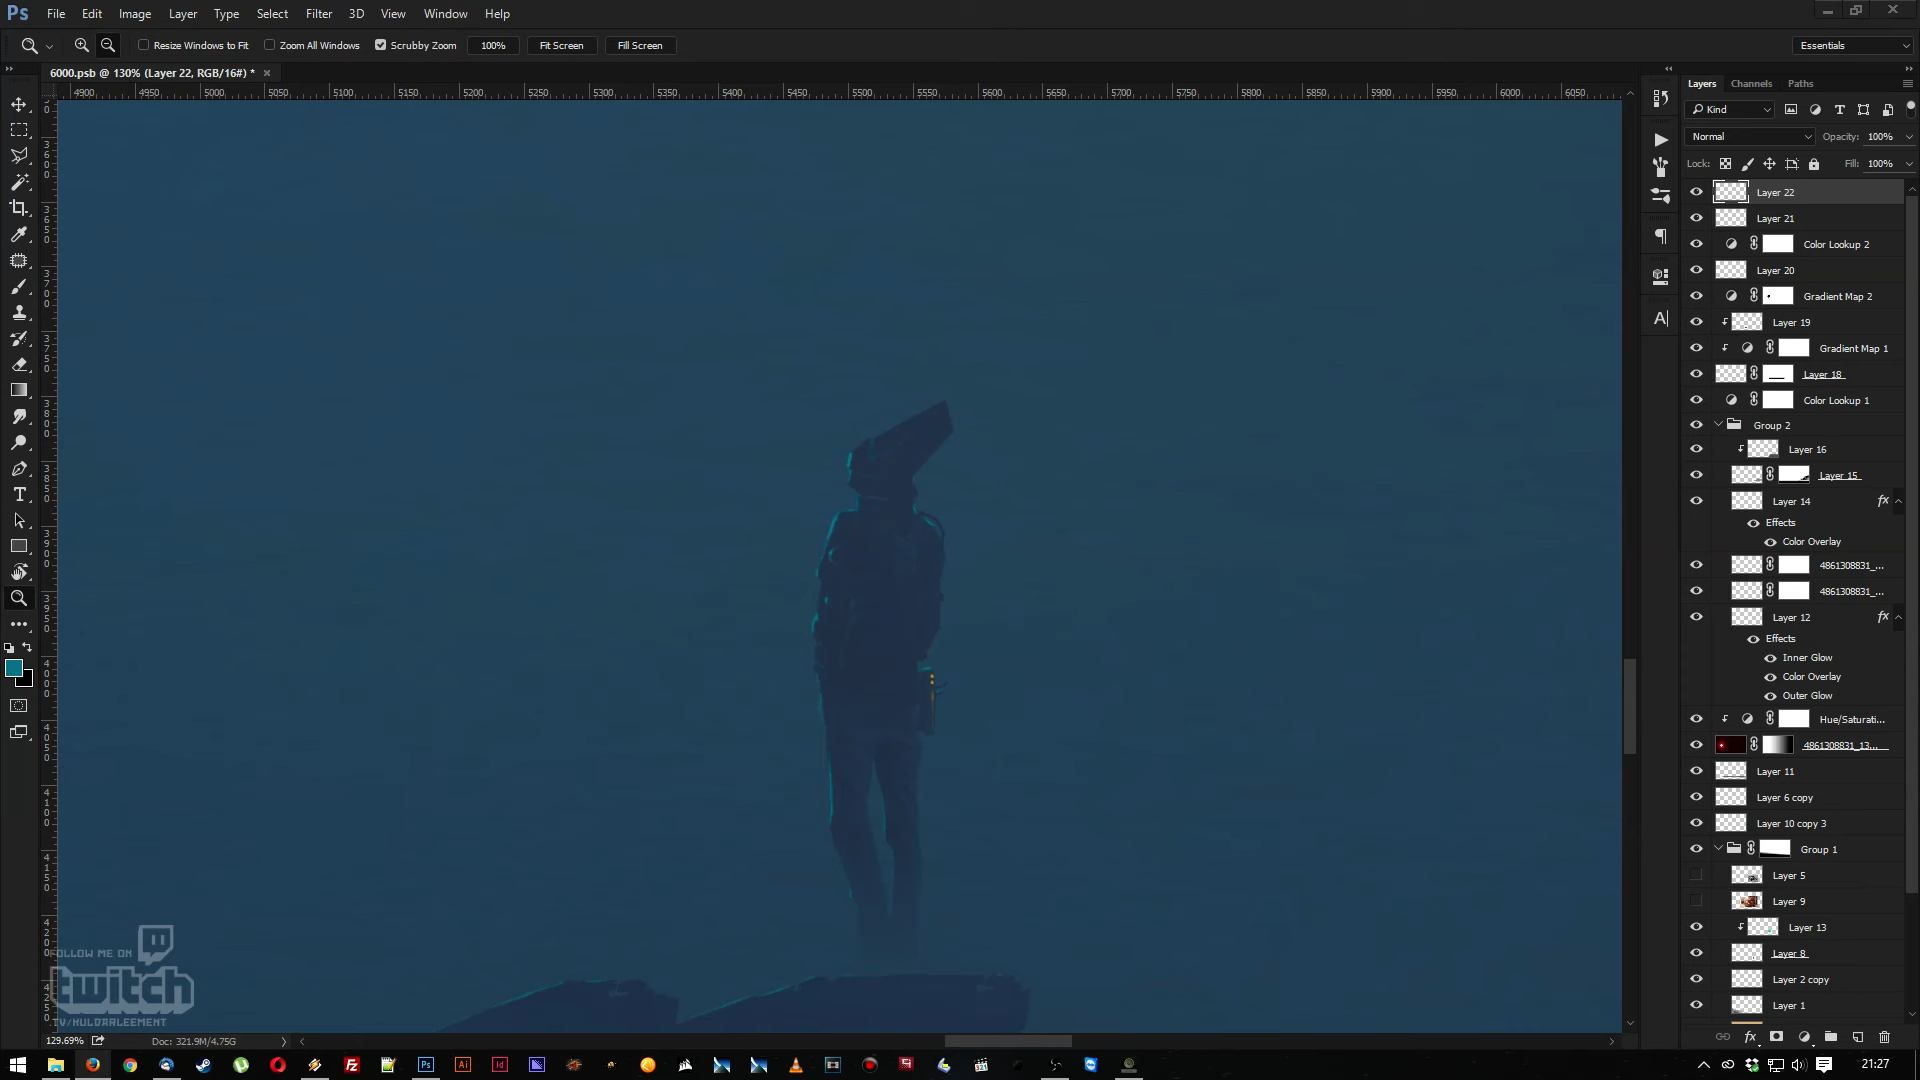 Ps File Edit Image Layer Type Select Filter 3D View Window Help
Resize Windows to Fit Zoom All Windows Scrubby Zoom 100% Fit Screen Fill Screen Essentials
6000.psb @ 130% (Layer 22, RGB/16#) *
4900 4950 5000 5050 5100 5150 5200 5250 5300 5350 5400 5450 5500 5550 5600 5650 5700 5750 5800 5850 5900 5950 6000 6050
Layers Channels Paths
Kind
Normal Opacity: 100%
Lock: Fill: 100%
Layer 22
Layer 21
Color Lookup 2
Layer 20
Gradient Map 2
Layer 19
Gradient Map 1
Layer 18
Color Lookup 1
Group 2
Layer 16
Layer 15
Layer 14 fx
Effects
Color Overlay
4861308831_...
4861308831_...
Layer 12 fx
Effects
Inner Glow
Color Overlay
Outer Glow
Hue/Saturati...
4861308831_13...
Layer 11
Layer 6 copy
Layer 10 copy 3
Group 1
Layer 5
Layer 9
Layer 13
Layer 8
Layer 2 copy
Layer 1
FOLLOW ME ON
twitch
.TV/HULDARLEEMENT
129.69% Doc: 321.9M/4.75G
21:27